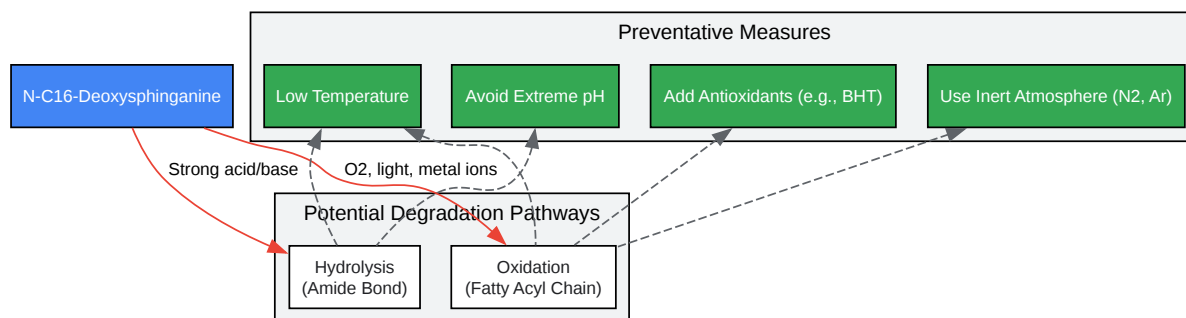 Preventative Measures
N-C16-Deoxysphinganine
Low Temperature
Avoid Extreme pH
Add Antioxidants (e.g., BHT)
Use Inert Atmosphere (N2, Ar)
Strong acid/base
O2, light, metal ions
Potential Degradation Pathways
Hydrolysis
(Amide Bond)
Oxidation
(Fatty Acyl Chain)